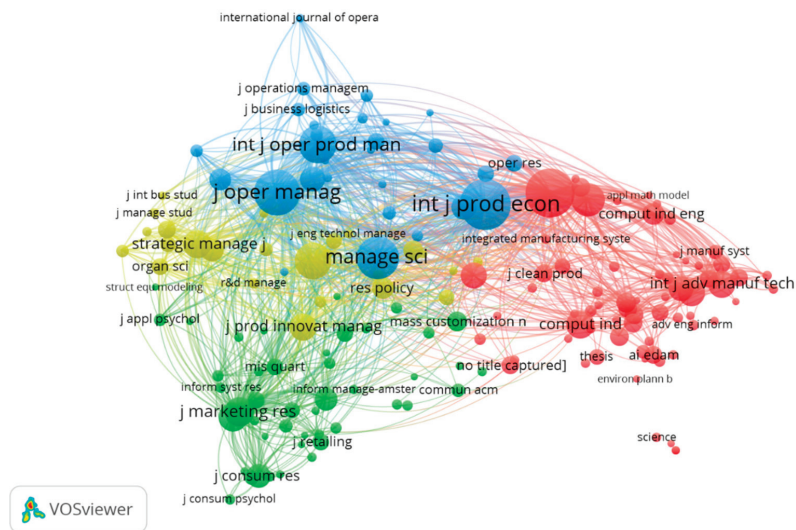 international journal of opera
j operations managem
j business logistics
int j oper prod man
oper res
j oper manag
j int bus stud
j manage stud
int j prod econ
appl math model
comput ind eng
j eng technol manage
integrated manufacturing syste
strategic manage j
manage sci
j manuf syst
organ sci
j clean prod
int j adv manuf tech
r&d manage
struct equ modeling
res policy
j appl psychol
j prod innovat manag
mass customization n
comput ind
adv eng inform
mis quart
no title captured]
thesis
ai edam
inform syst res
inform manage-amster
commun acm
environ plann b
j marketing res
j retailing
science
j consum res
j consum psychol
VOSviewer